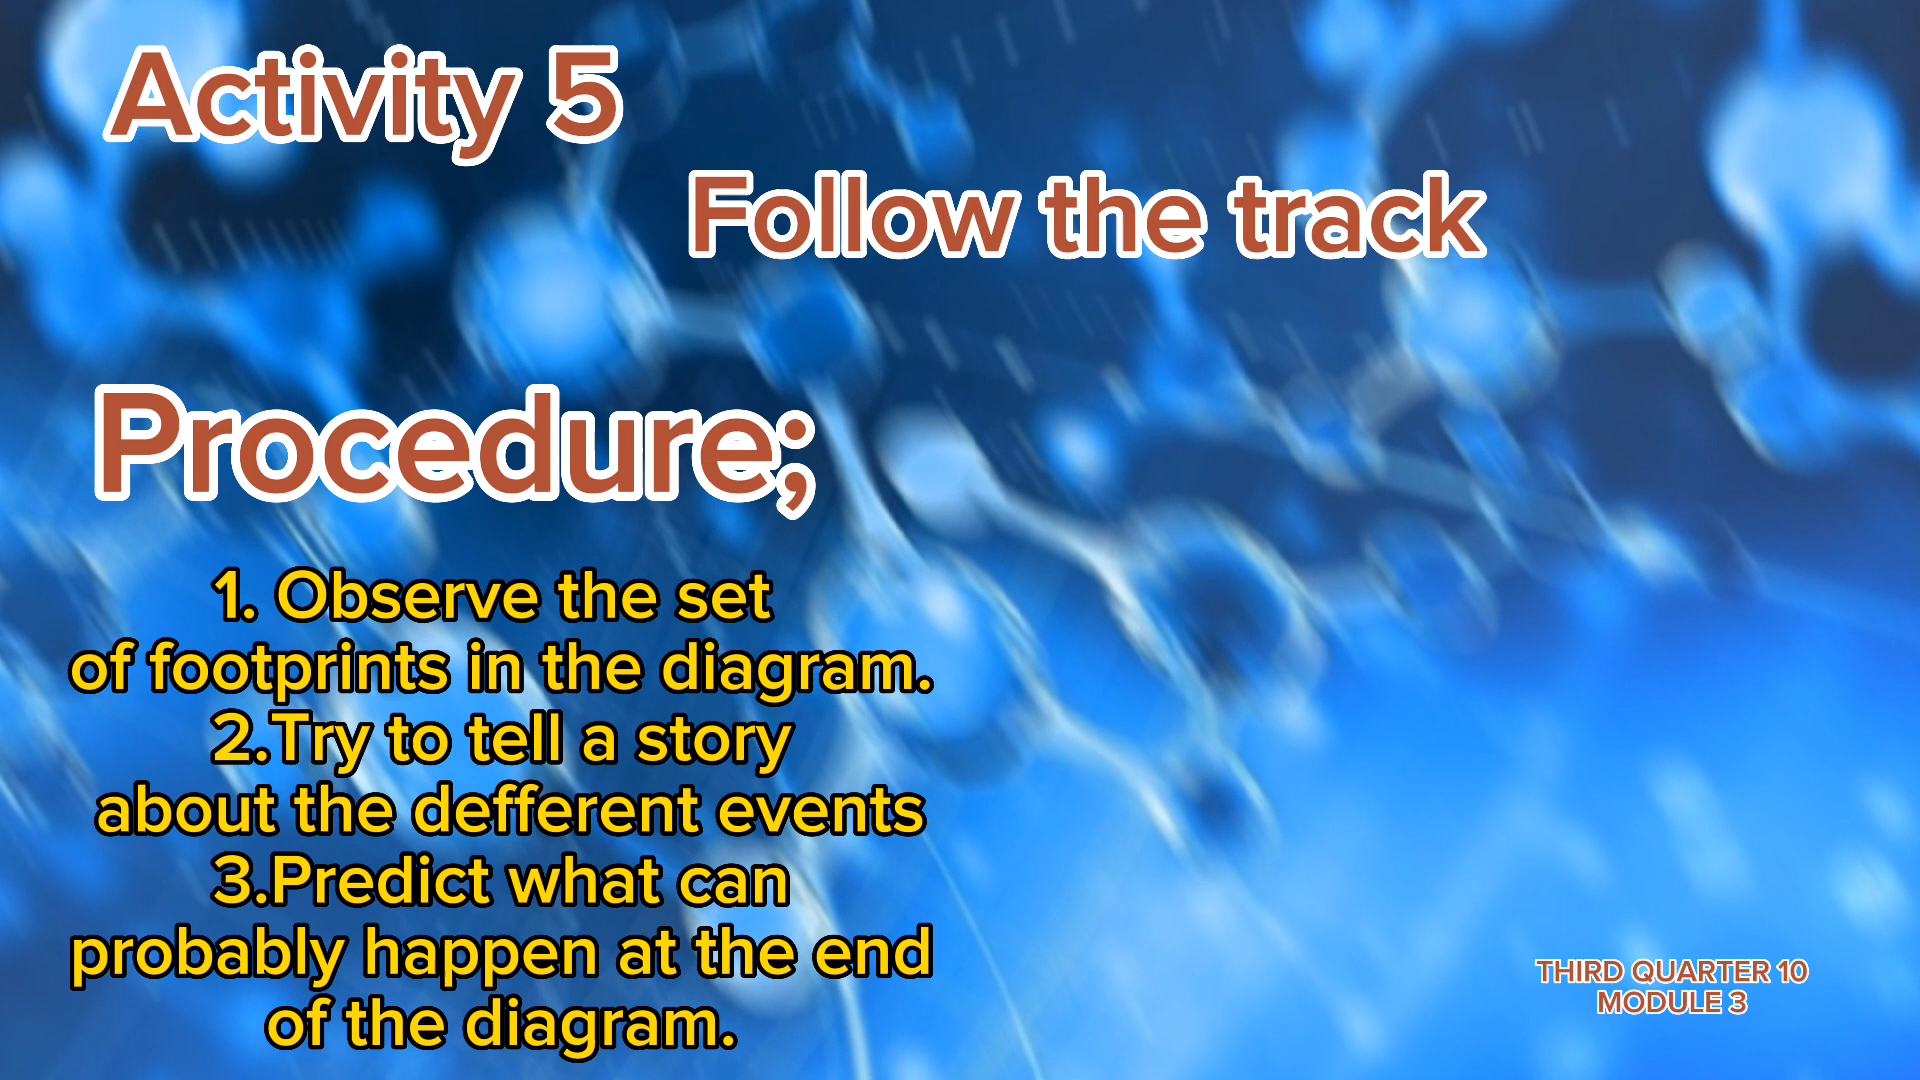 Activity 5
Follow the track
Procedure;
1. Observe the set
of footprints in the diagram.
2.Try to tell a story
about the defferent events
3.Predict what can
probably happen at the end
of the diagram.
THIRD QUARTER 10
MODULE 3